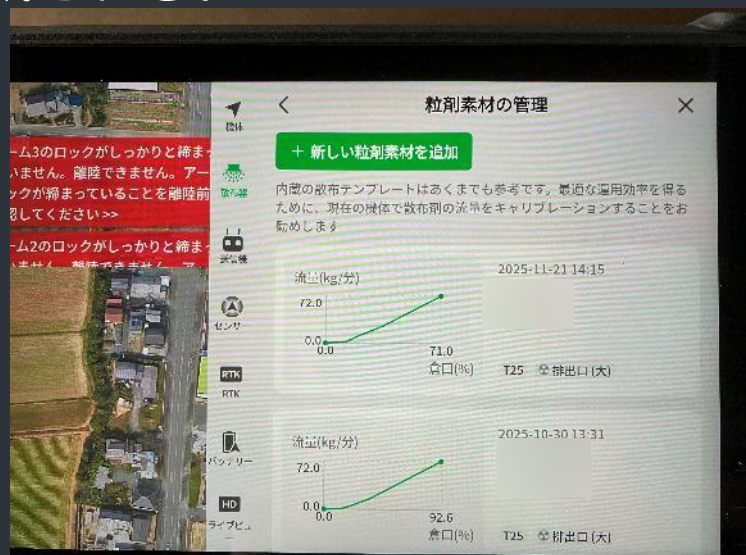 粒剤素材の管理
+ 新しい粒剤素材を追加
内蔵の散布テンプレートはあくまでも参考です。最適な運用効率を得る
ために、現在の機体で散布剤の流量をキャリブレーションすることをお
勧めします
流量(kg/分)
72.0
0.0
0.0
71.0
倉口(%)
2025-11-21 14:15
T25 排出口(大)
流量(kg/分)
72.0
0.0
0.0
92.6
倉口(%)
2025-10-30 13:31
T25 排出口(大)
機体
散布器
送信機
センサー
RTK
RTK
バッテリー
HD
ライブビュ
ー
ーム3のロックがしっかりと締ま
いません。離陸できません。アー
ックが締まっていることを離陸前
認してください>>
ーム2のロックがしっかりと締ま